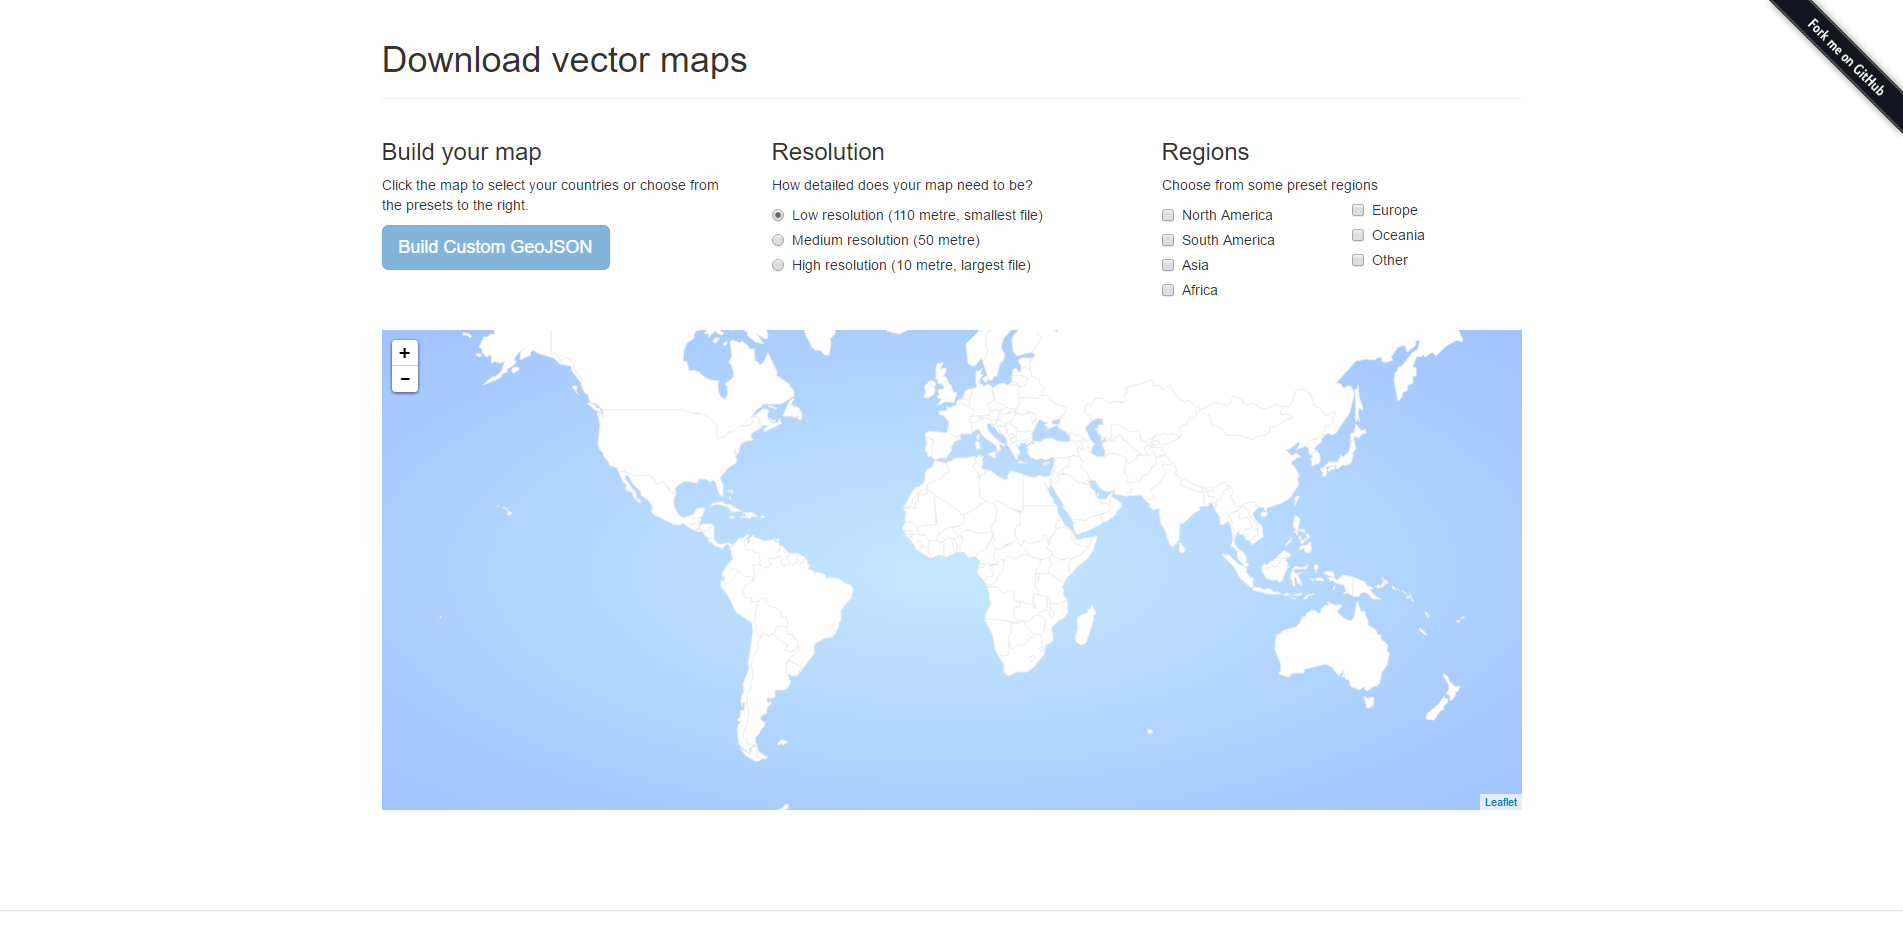 Fork me on GitHub
Download vector maps
Build your map
Click the map to select your countries or choose from
the presets to the right.
Build Custom GeoJSON
Resolution
How detailed does your map need to be?
Low resolution (110 metre, smallest file)
Medium resolution (50 metre)
High resolution (10 metre, largest file)
Regions
Choose from some preset regions
North America
South America
Asia
Africa
Europe
Oceania
Other
+
−
Leaflet